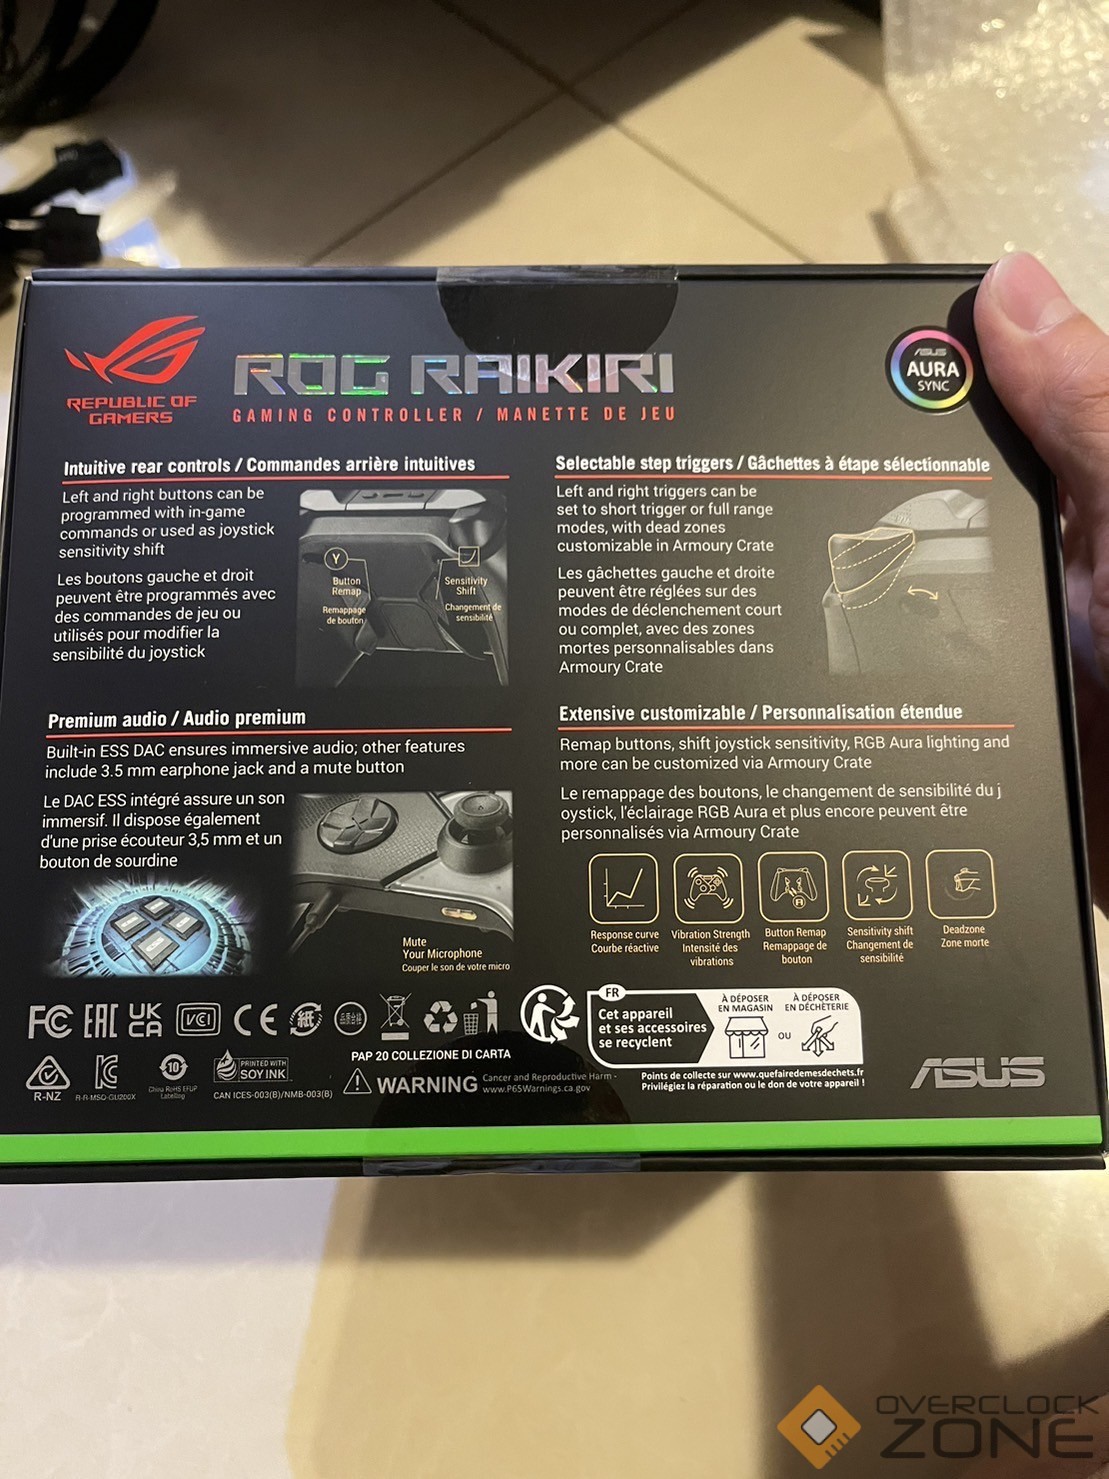 REPUBLIC OF
GAMERS
ROG RAIKIRI
GAMING CONTROLLER / MANETTE DE JEU
ASUS
AURA
SYNC
Intuitive rear controls / Commandes arrière intuitives
Left and right buttons can be
programmed with in-game
commands or used as joystick
sensitivity shift
Les boutons gauche et droit
peuvent être programmés avec
des commandes de jeu ou
utilisés pour modifier la
sensibilité du joystick
Y
Button
Remap
Remappage
de bouton
Sensitivity
Shift
Changement de
sensibilité
Selectable step triggers / Gâchettes à étape sélectionnable
Left and right triggers can be
set to short trigger or full range
modes, with dead zones
customizable in Armoury Crate
Les gâchettes gauche et droite
peuvent être réglées sur des
modes de déclenchement court
ou complet, avec des zones
mortes personnalisables dans
Armoury Crate
Premium audio / Audio premium
Built-in ESS DAC ensures immersive audio; other features
include 3.5 mm earphone jack and a mute button
Le DAC ESS intégré assure un son
immersif. Il dispose également
d'une prise écouteur 3,5 mm et un
bouton de sourdine
Mute
Your Microphone
Couper le son de votre micro
Extensive customizable / Personnalisation étendue
Remap buttons, shift joystick sensitivity, RGB Aura lighting and
more can be customized via Armoury Crate
Le remappage des boutons, le changement de sensibilité du j
oystick, l'éclairage RGB Aura et plus encore peuvent être
personnalisés via Armoury Crate
Response curve
Courbe réactive
Vibration Strength
Intensité des
vibrations
Button Remap
Remappage de
bouton
Sensitivity shift
Changement de
sensibilité
Deadzone
Zone morte
FC EAC UK
CA
VCI
CE
紙
R-NZ
R-R-MSQ-GU200X
10
China RoHS EFUP
Labelling
PRINTED WITH
SOY INK
CAN ICES-003(B)/NMB-003(B)
PAP 20 COLLEZIONE DI CARTA
WARNING
Cancer and Reproductive Harm -
www.P65Warnings.ca.gov
FR
Cet appareil
et ses accessoires
se recyclent
À DÉPOSER
EN MAGASIN
OU
À DÉPOSER
EN DÉCHÈTERIE
Points de collecte sur www.quefairedemesdechets.fr
Privilégiez la réparation ou le don de votre appareil !
ASUS
OVERCLOCK
ZONE